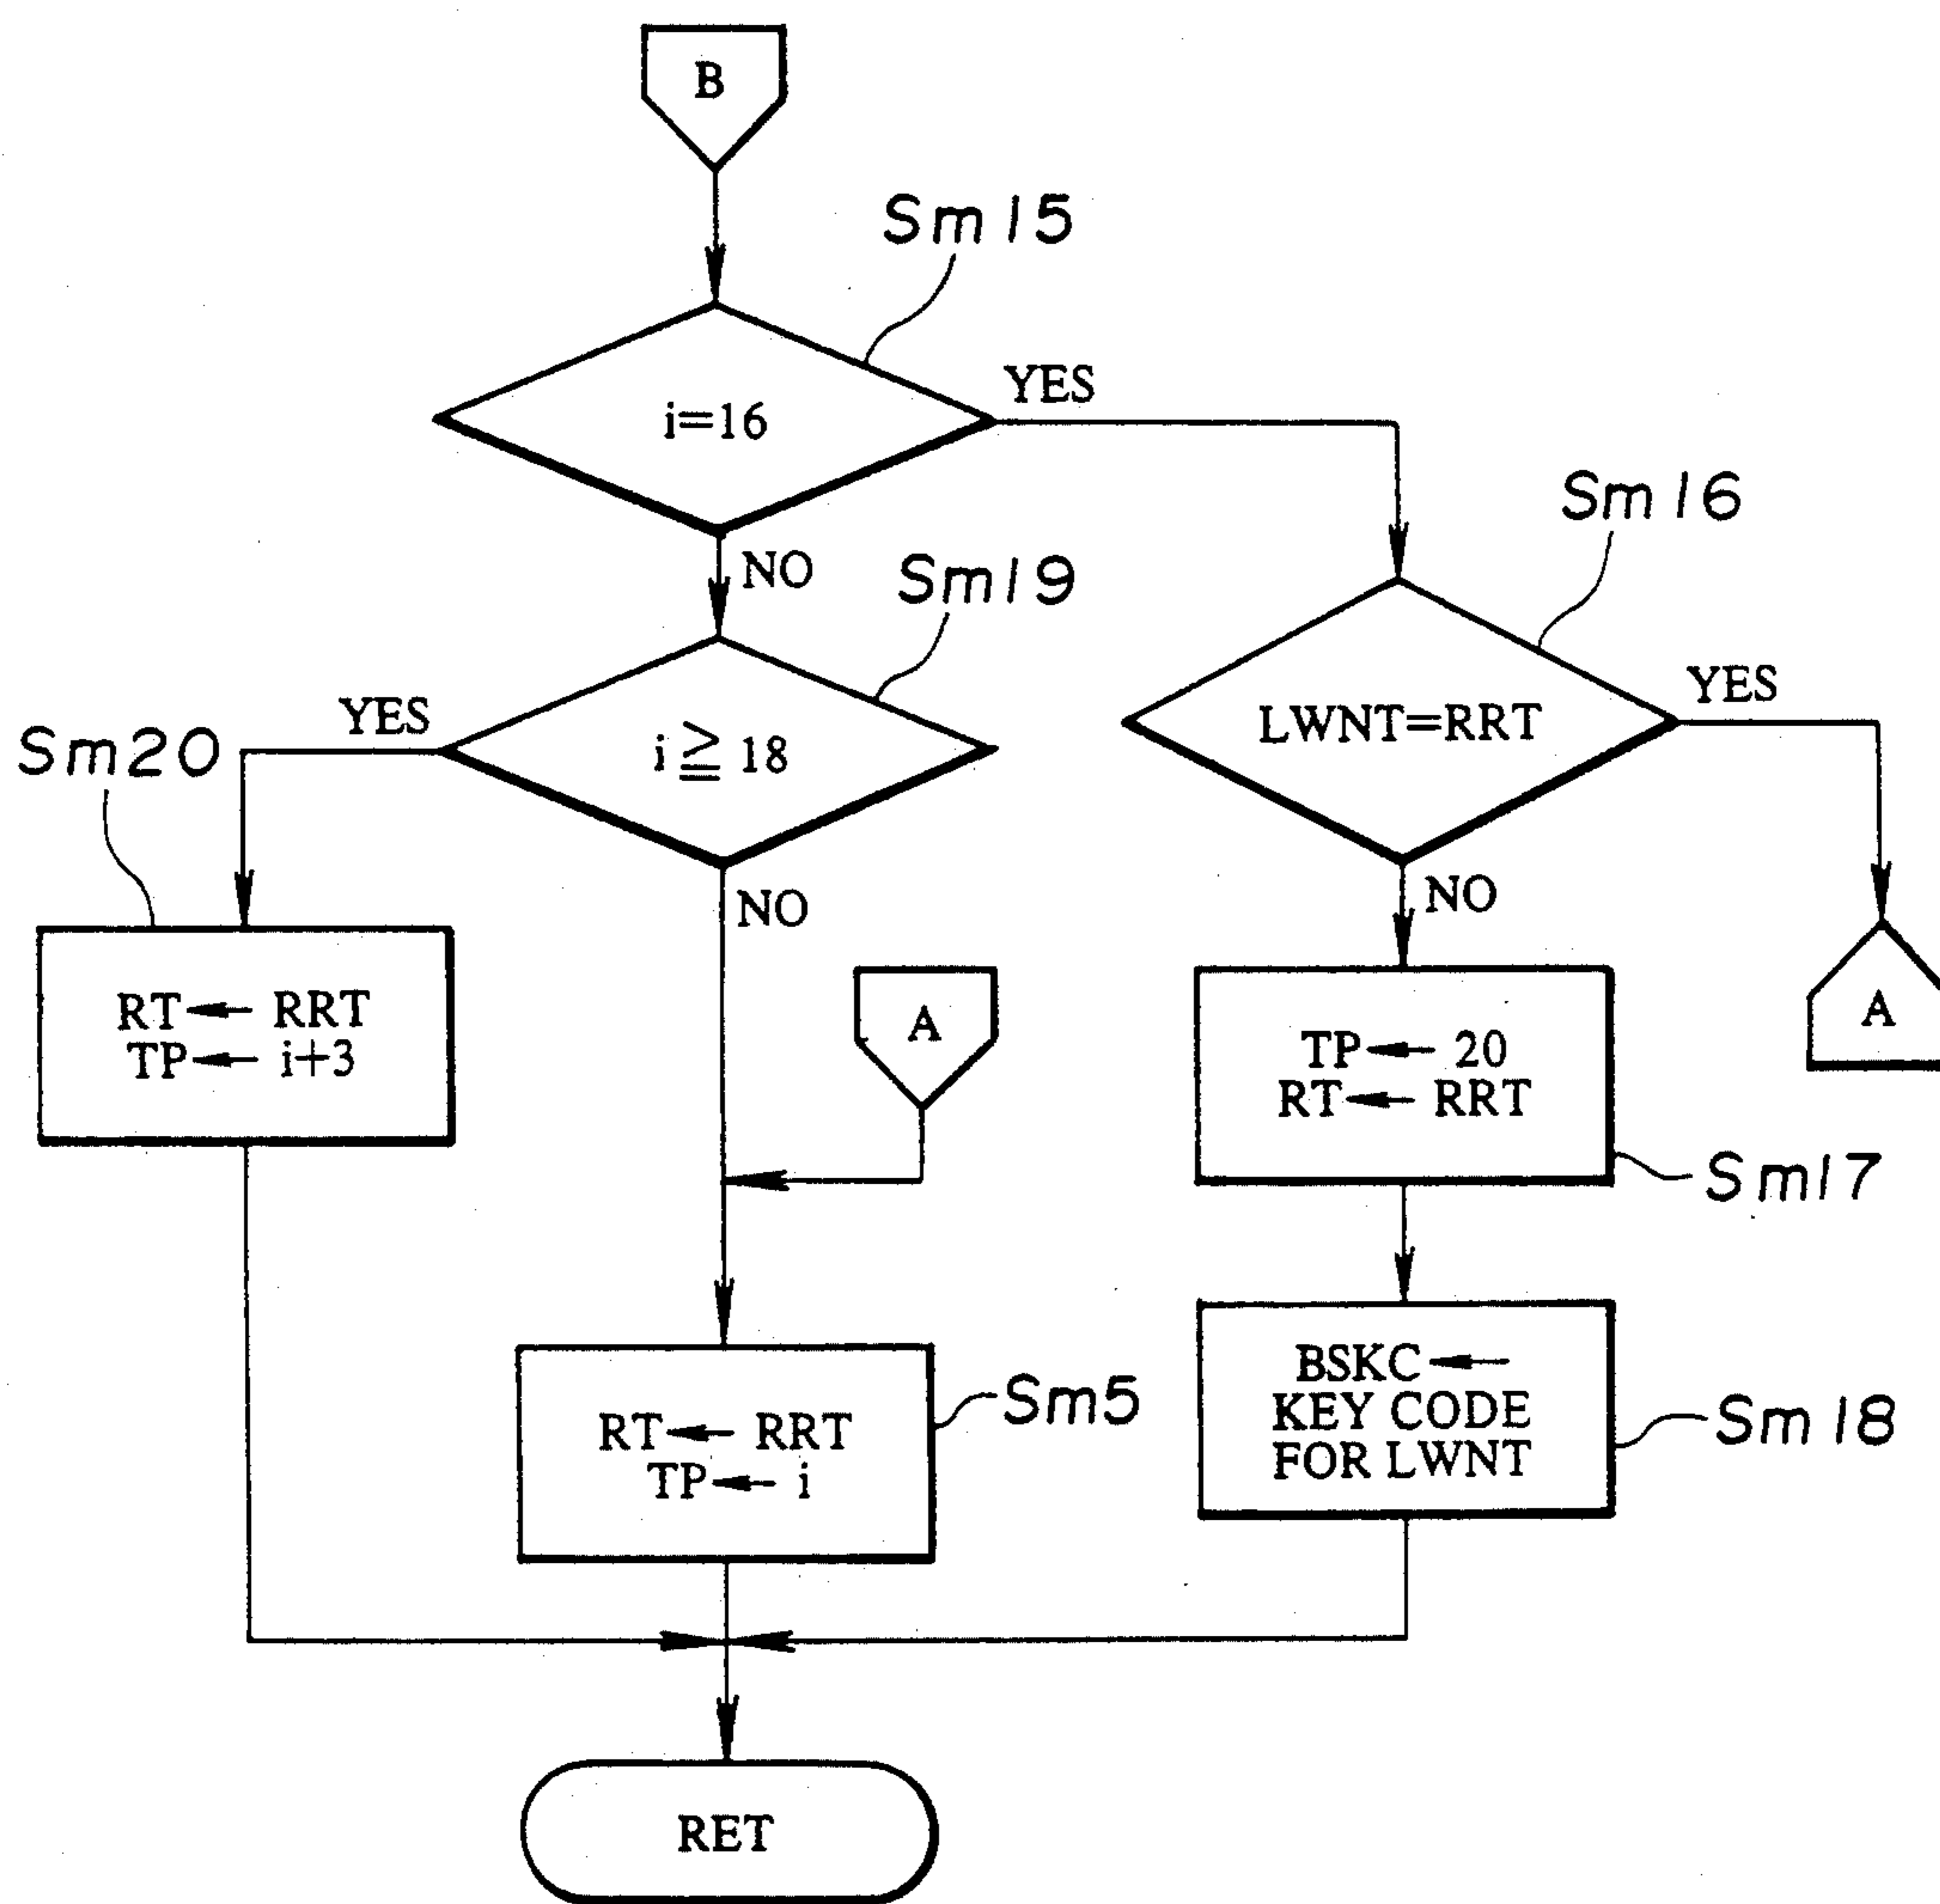 B
Sm15
i=16
YES
NO
Sm16
LWNT=RRT
YES
NO
Sm19
i ≧ 18
YES
NO
Sm20
RT ← RRT
TP ← i+3
A
A
TP ← 20
RT ← RRT
Sm17
BSKC ←
KEY CODE
FOR LWNT
Sm18
RT ← RRT
TP ← i
Sm5
RET